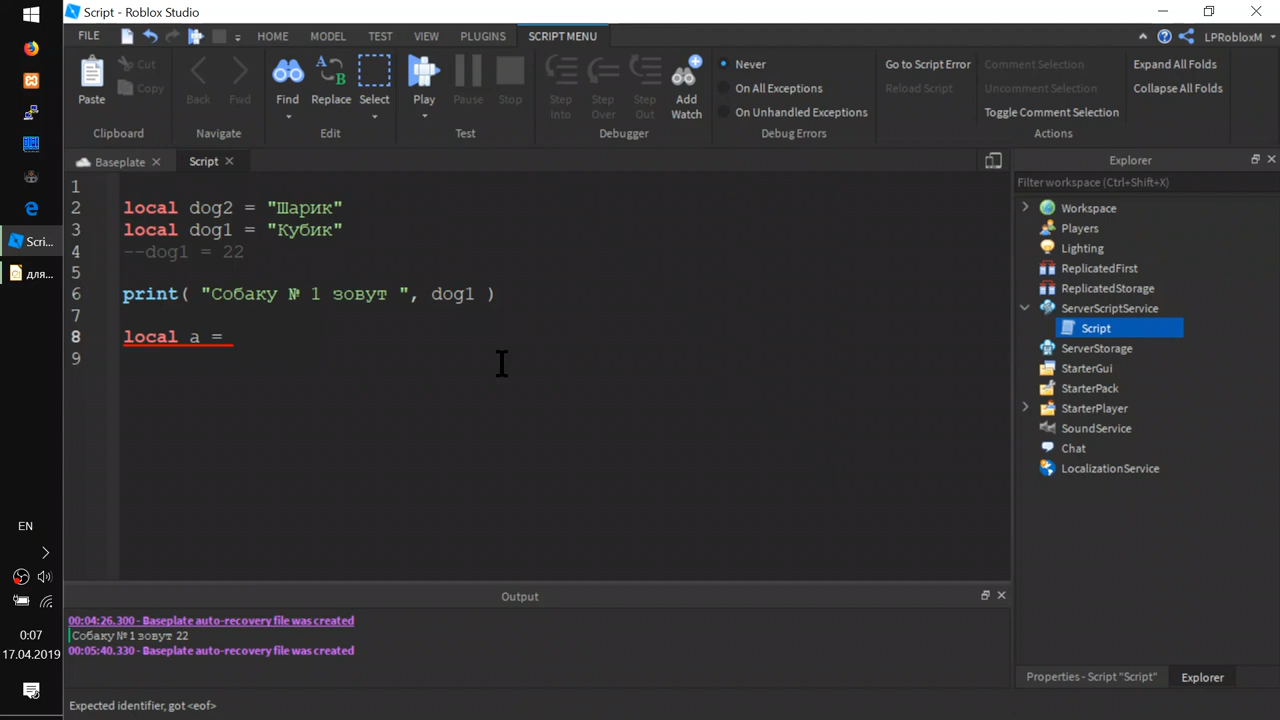 Script - Roblox Studio
FILE HOME MODEL TEST VIEW PLUGINS SCRIPT MENU LPRobloxM
Paste Cut Copy Back Fwd Find Replace Select Play Pause Stop Step Into Step Over Step Out Add Watch
Never
On All Exceptions
On Unhandled Exceptions
Go to Script Error
Reload Script
Comment Selection
Uncomment Selection
Toggle Comment Selection
Expand All Folds
Collapse All Folds
Clipboard Navigate Edit Test Debugger Debug Errors Actions
Baseplate Script
1
2 local dog2 = "Шарик"
3 local dog1 = "Кубик"
4 --dog1 = 22
5
6 print( "Собаку № 1 зовут ", dog1 )
7
8 local a =
9
Explorer
Filter workspace (Ctrl+Shift+X)
Workspace
Players
Lighting
ReplicatedFirst
ReplicatedStorage
ServerScriptService
Script
ServerStorage
StarterGui
StarterPack
StarterPlayer
SoundService
Chat
LocalizationService
Properties - Script "Script" Explorer
Output
00:04:26.300 - Baseplate auto-recovery file was created
Собаку № 1 зовут 22
00:05:40.330 - Baseplate auto-recovery file was created
Expected identifier, got <eof>
Scri...
для...
EN
0:07
17.04.2019